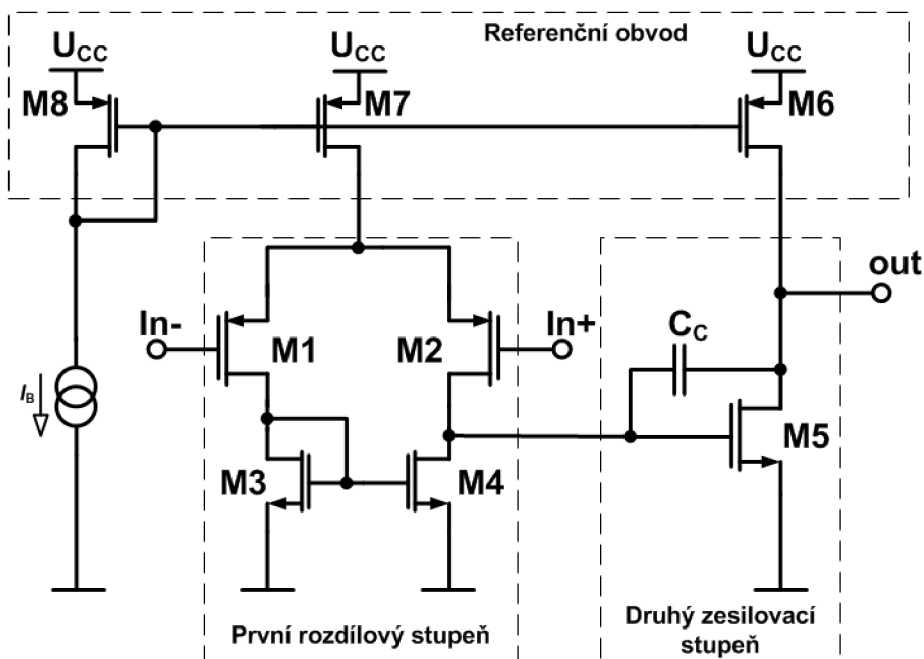 Referenční obvod
UCC
UCC
UCC
M8
M7
M6
In-
M1
M2
In+
CC
out
IB
M3
M4
M5
První rozdílový stupeň
Druhý zesilovací
stupeň